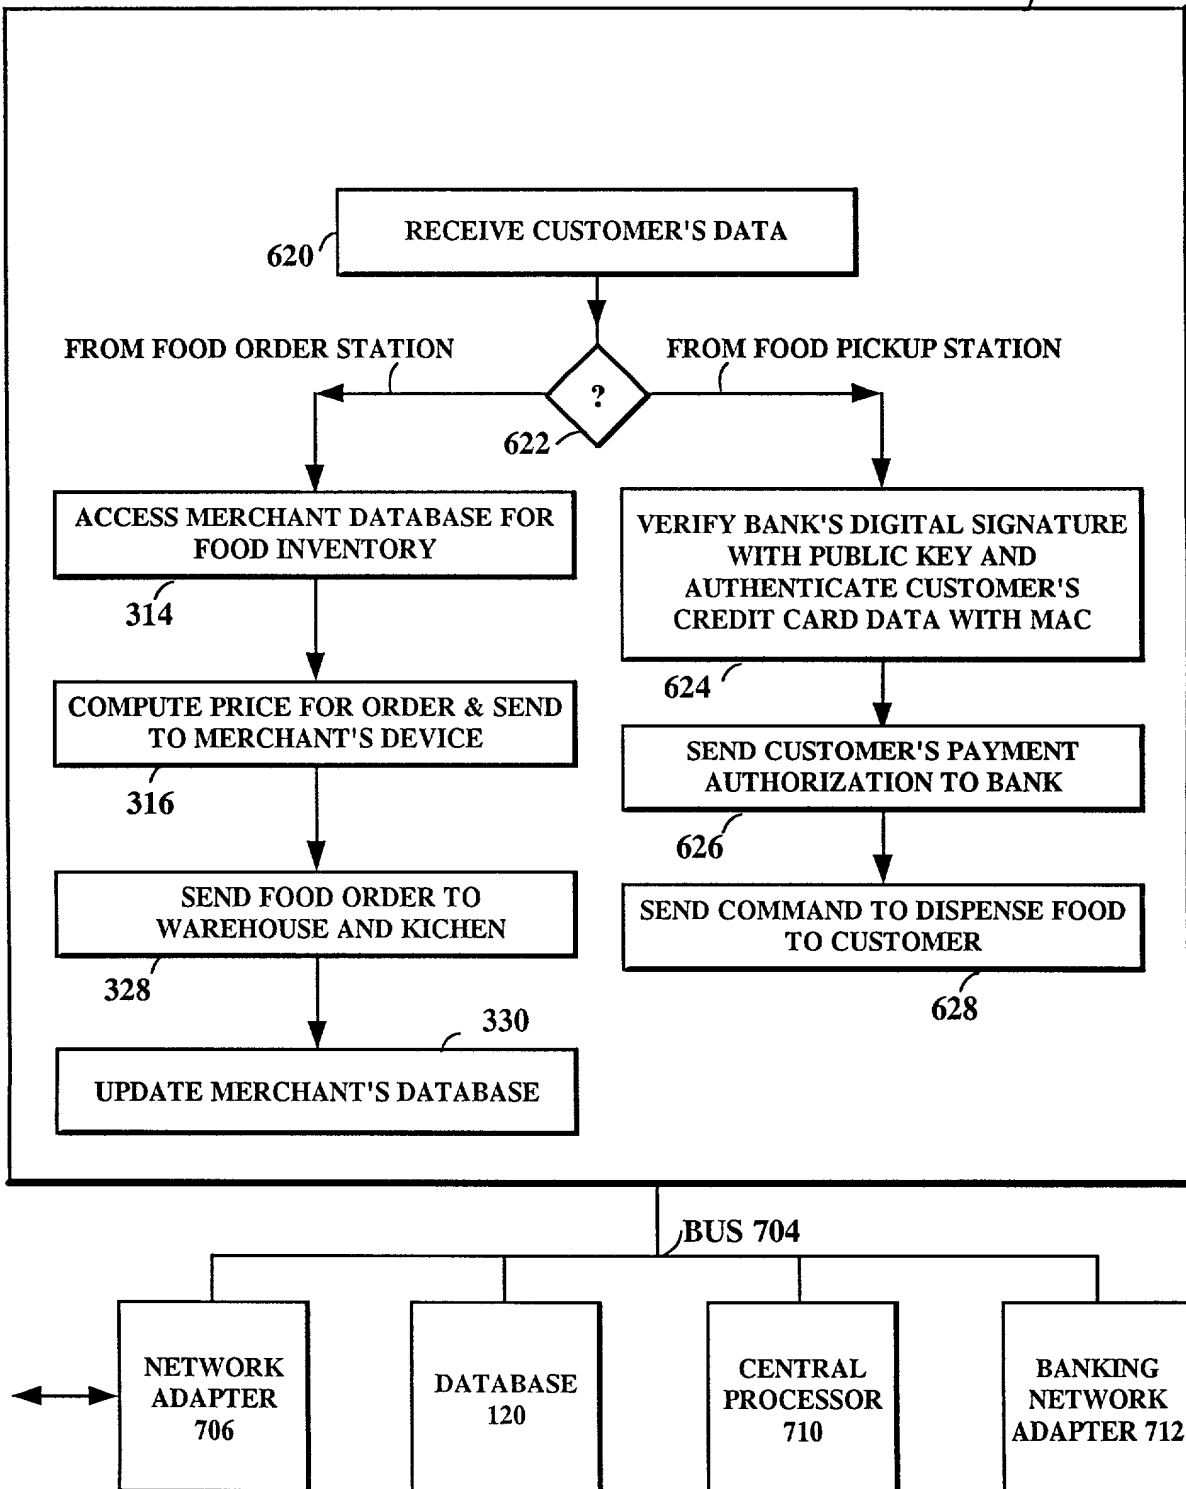 RECEIVE CUSTOMER'S DATA
620
FROM FOOD ORDER STATION
FROM FOOD PICKUP STATION
?
622
ACCESS MERCHANT DATABASE FOR
FOOD INVENTORY
314
COMPUTE PRICE FOR ORDER & SEND
TO MERCHANT'S DEVICE
316
SEND FOOD ORDER TO
WAREHOUSE AND KICHEN
328
330
UPDATE MERCHANT'S DATABASE
VERIFY BANK'S DIGITAL SIGNATURE
WITH PUBLIC KEY AND
AUTHENTICATE CUSTOMER'S
CREDIT CARD DATA WITH MAC
624
SEND CUSTOMER'S PAYMENT
AUTHORIZATION TO BANK
626
SEND COMMAND TO DISPENSE FOOD
TO CUSTOMER
628
BUS 704
NETWORK
ADAPTER
706
DATABASE
120
CENTRAL
PROCESSOR
710
BANKING
NETWORK
ADAPTER 712